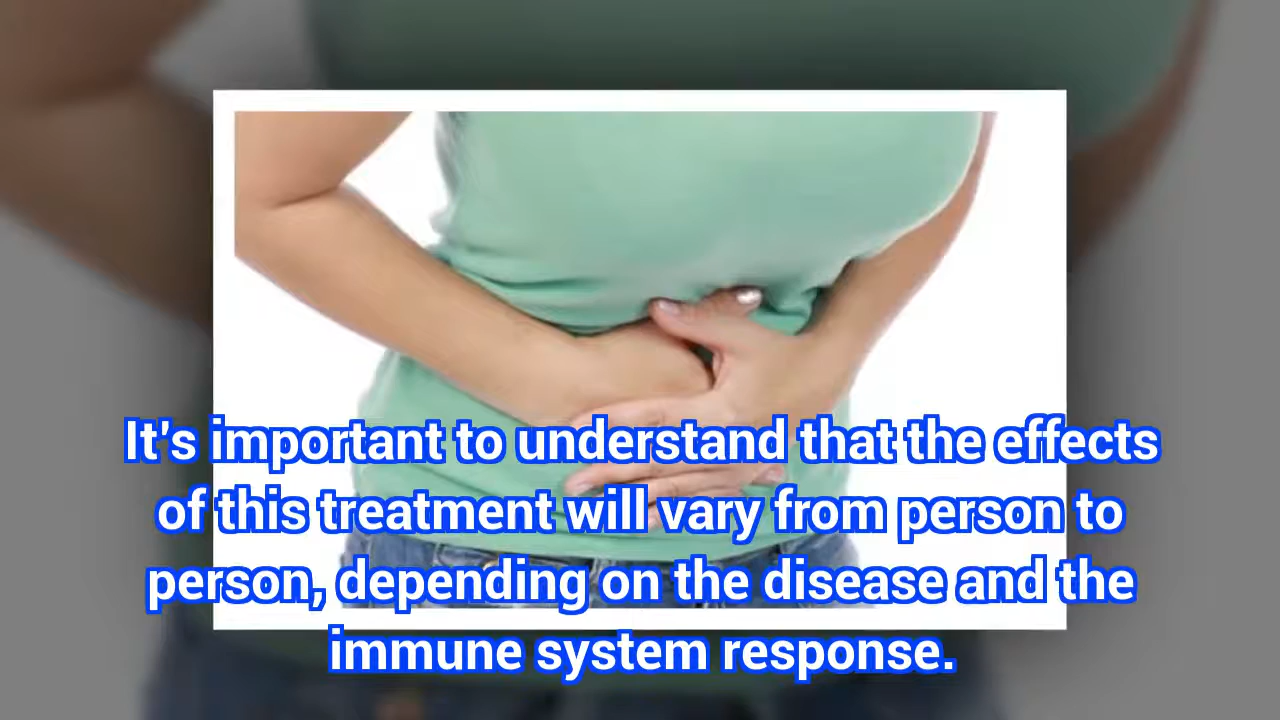 It's important to understand that the effects
of this treatment will vary from person to
person, depending on the disease and the
immune system response.